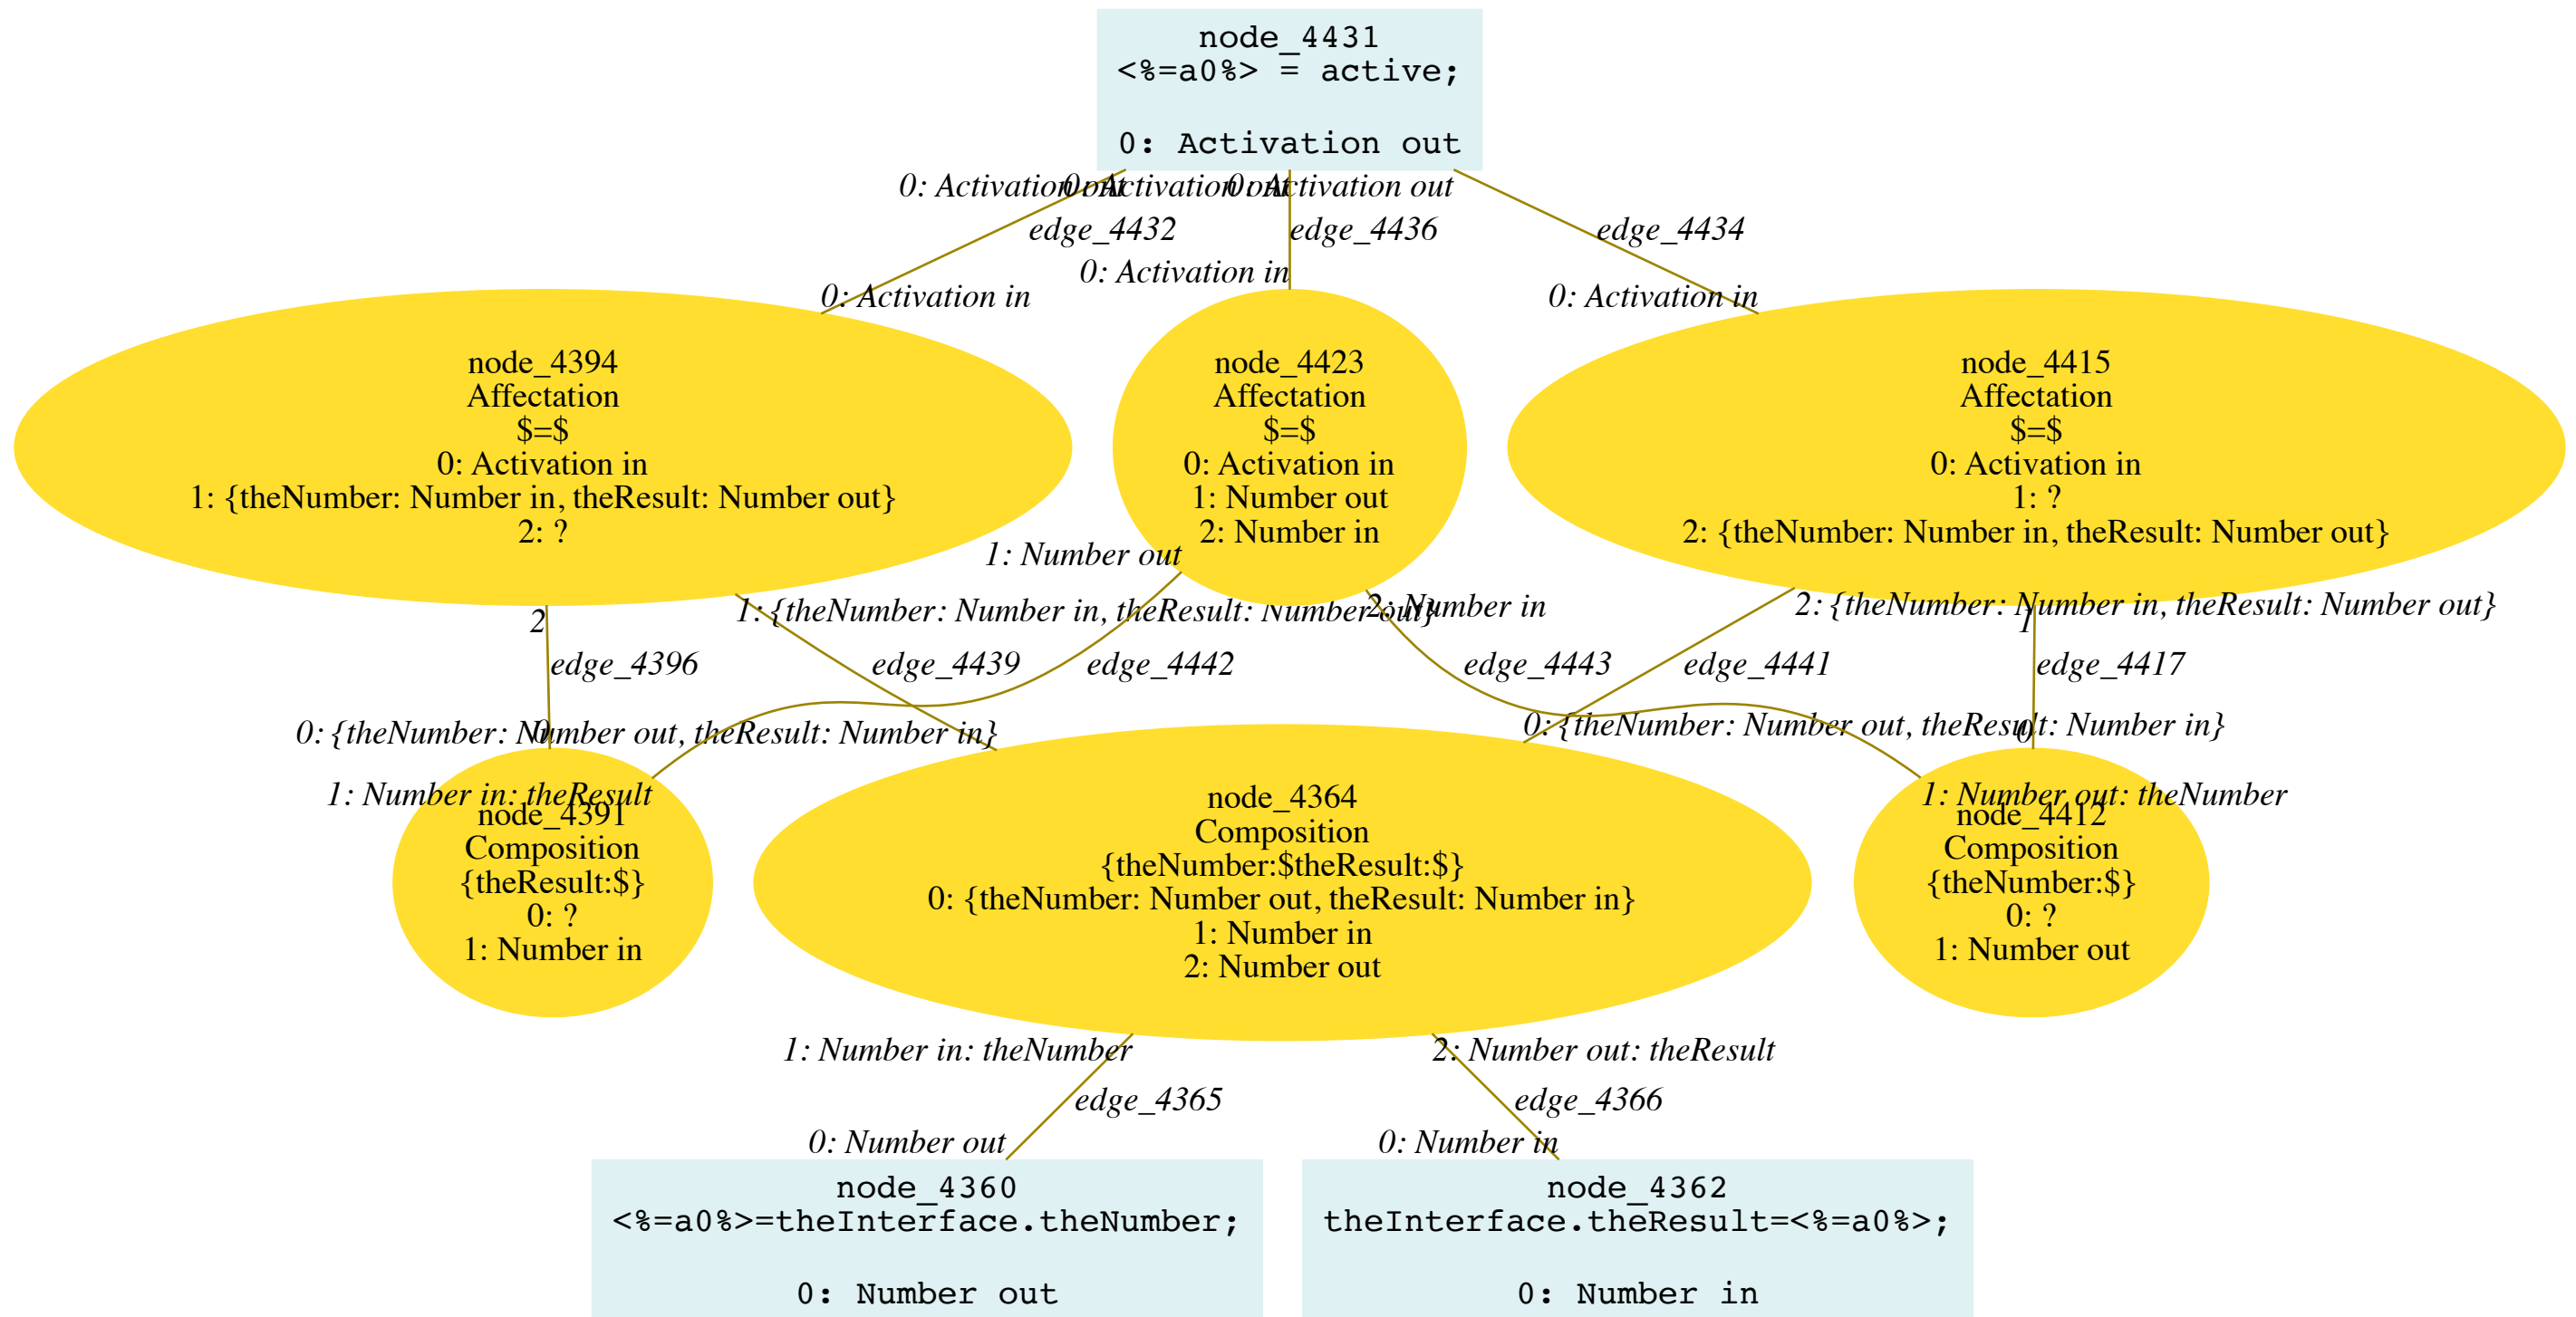 node_4431
<%=a0%> = active;
0: Activation out
0: Activation out
0: Activation out
0: Activation out
edge_4432
edge_4436
edge_4434
0: Activation in
0: Activation in
0: Activation in
node_4394
Affectation
$=$
0: Activation in
1: {theNumber: Number in, theResult: Number out}
2: ?
node_4423
Affectation
$=$
0: Activation in
1: Number out
2: Number in
node_4415
Affectation
$=$
0: Activation in
1: ?
2: {theNumber: Number in, theResult: Number out}
1: Number out
2
1: {theNumber: Number in, theResult: Number out}
2: Number in
2: {theNumber: Number in, theResult: Number out}
1
edge_4396
edge_4439
edge_4442
edge_4443
edge_4441
edge_4417
0: {theNumber: Number out, theResult: Number in}
0
0: {theNumber: Number out, theResult: Number in}
0
1: Number in: theResult
1: Number out: theNumber
node_4391
Composition
{theResult:$}
0: ?
1: Number in
node_4364
Composition
{theNumber:$theResult:$}
0: {theNumber: Number out, theResult: Number in}
1: Number in
2: Number out
node_4412
Composition
{theNumber:$}
0: ?
1: Number out
1: Number in: theNumber
2: Number out: theResult
edge_4365
edge_4366
0: Number out
0: Number in
node_4360
<%=a0%>=theInterface.theNumber;
0: Number out
node_4362
theInterface.theResult=<%=a0%>;
0: Number in